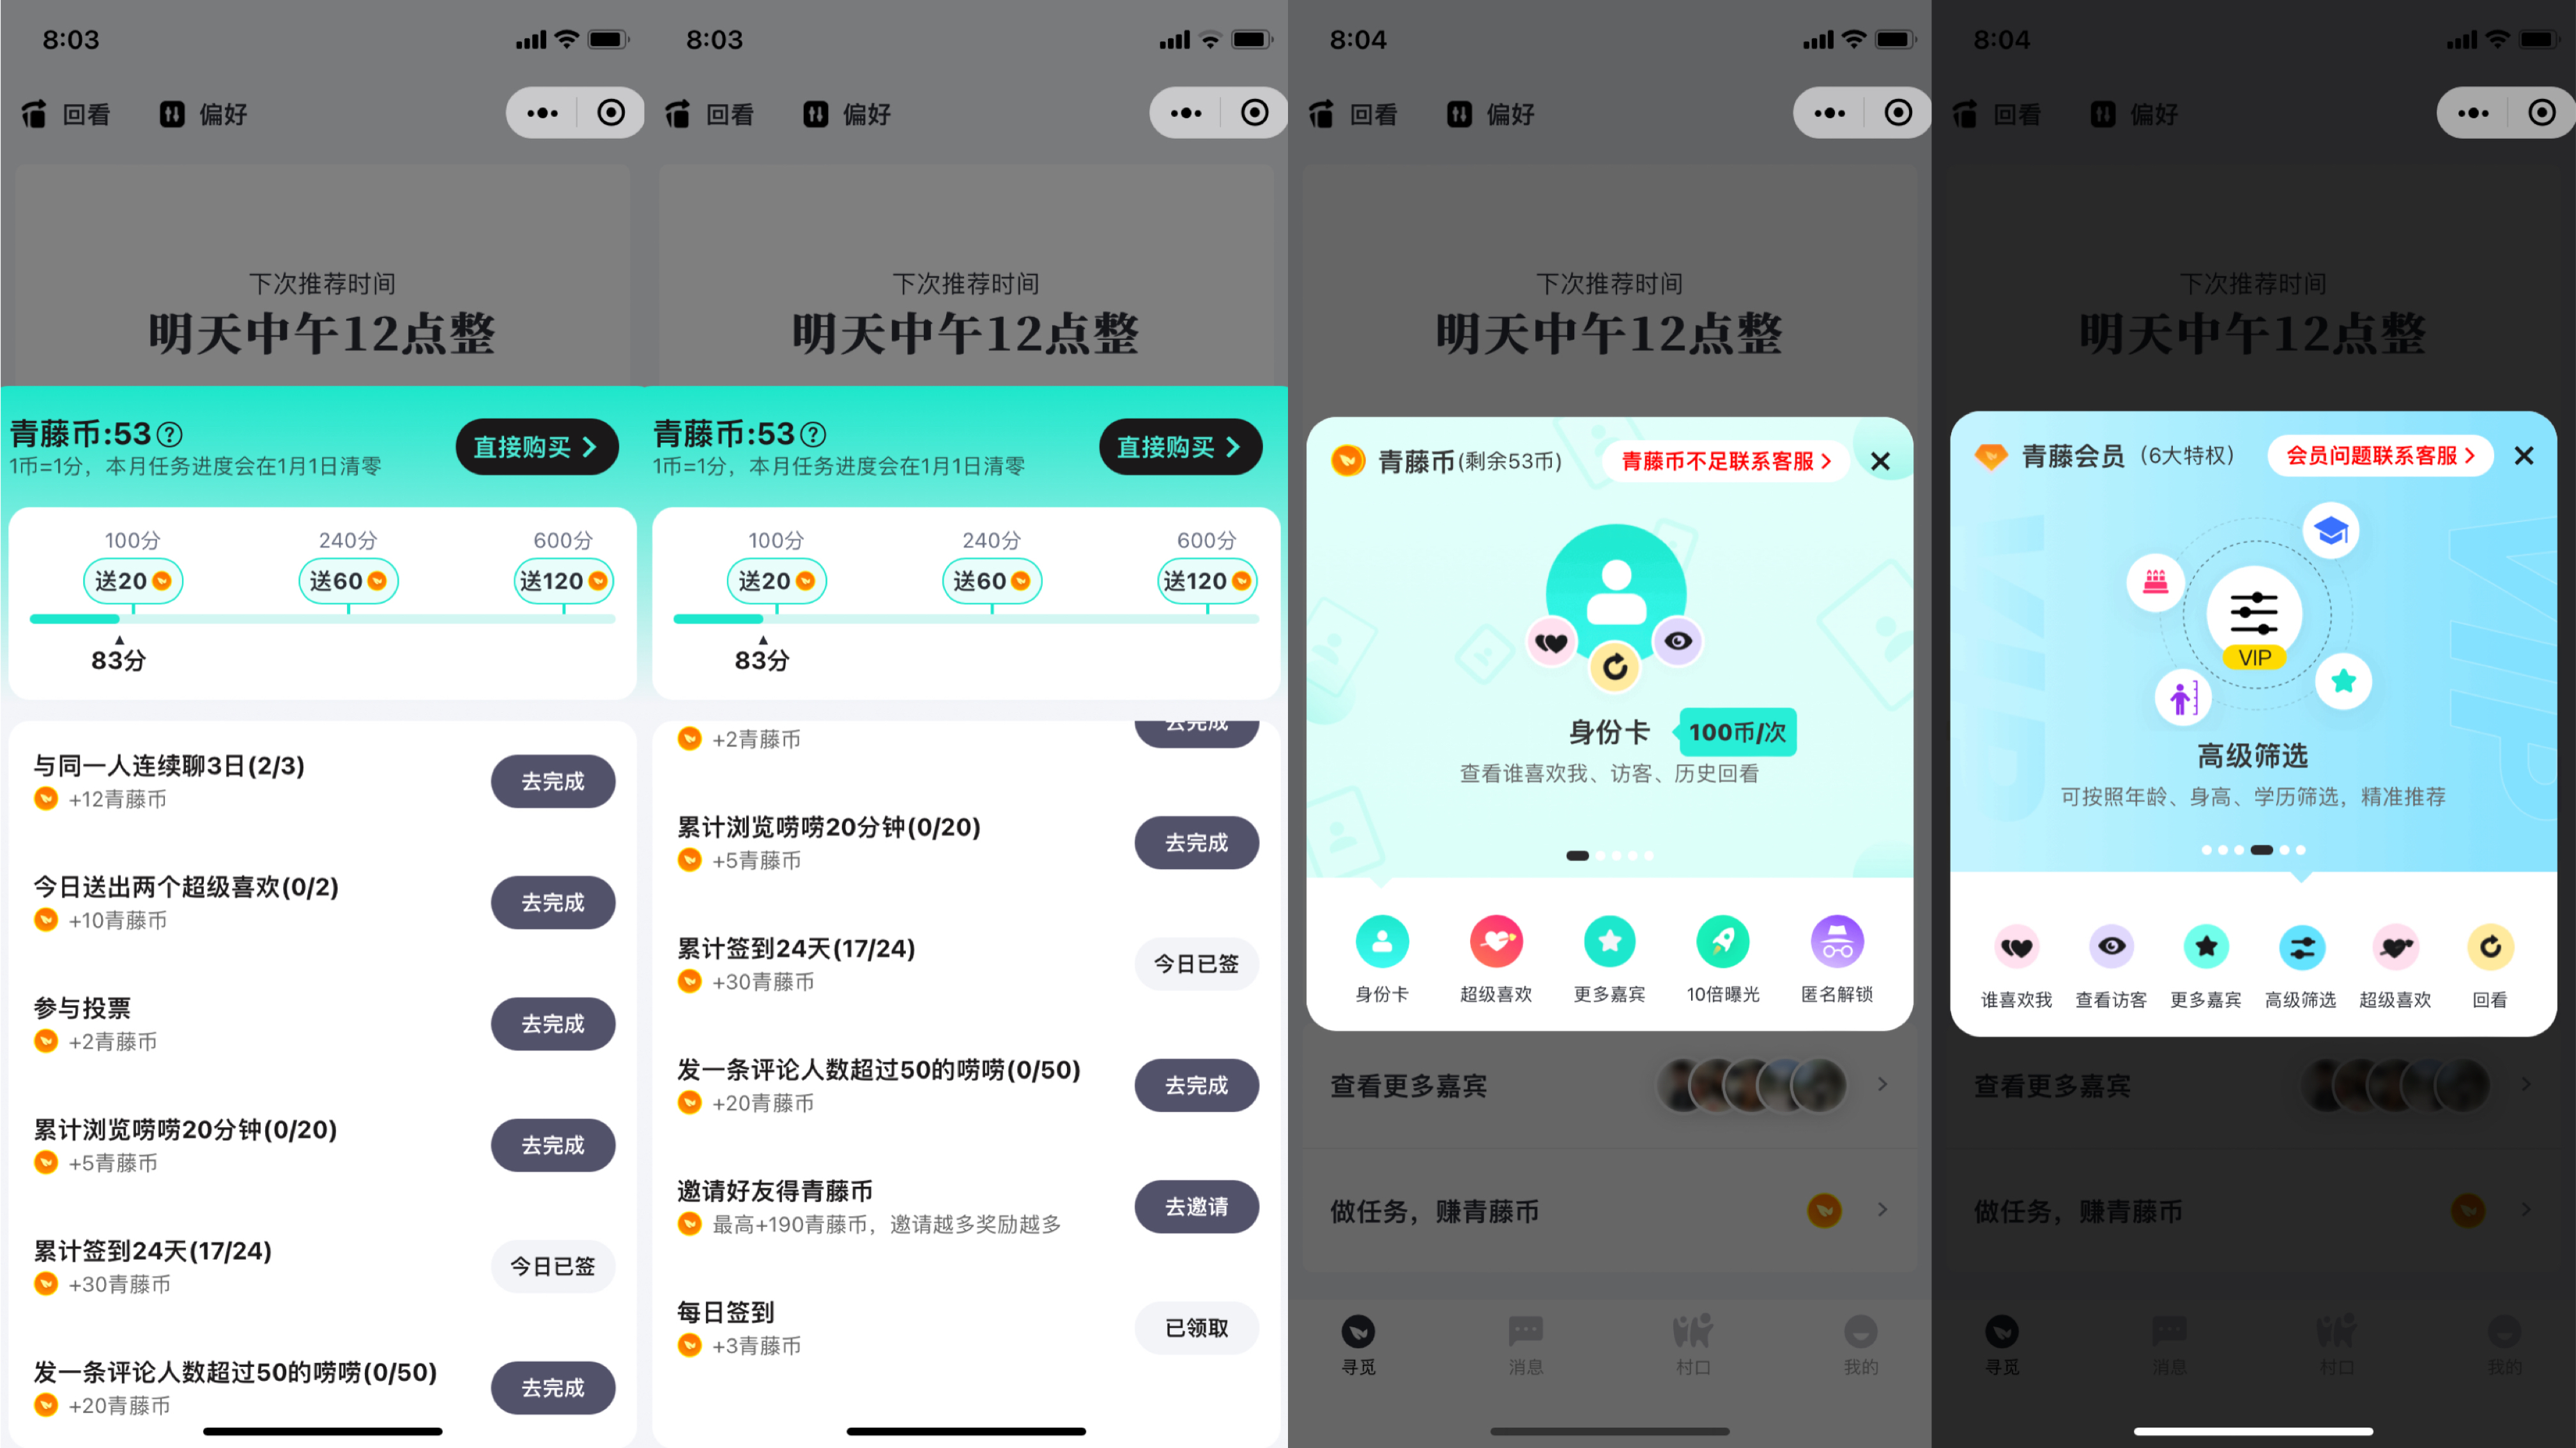 8:03
回看
偏好
下次推荐时间
明天中午12点整
青藤币:53?
直接购买
1币=1分，本月任务进度会在1月1日清零
100分
240分
600分
送20
送60
送120
83分
与同一人连续聊3日(2/3)
+12青藤币
去完成
今日送出两个超级喜欢(0/2)
+10青藤币
去完成
参与投票
+2青藤币
去完成
累计浏览唠唠20分钟(0/20)
+5青藤币
去完成
累计签到24天(17/24)
+30青藤币
今日已签
发一条评论人数超过50的唠唠(0/50)
+20青藤币
去完成
8:03
回看
偏好
下次推荐时间
明天中午12点整
青藤币:53?
直接购买
1币=1分，本月任务进度会在1月1日清零
100分
240分
600分
送20
送60
送120
83分
+2青藤币
去完成
累计浏览唠唠20分钟(0/20)
+5青藤币
去完成
累计签到24天(17/24)
+30青藤币
今日已签
发一条评论人数超过50的唠唠(0/50)
+20青藤币
去完成
邀请好友得青藤币
最高+190青藤币，邀请越多奖励越多
去邀请
每日签到
+3青藤币
已领取
8:04
回看
偏好
下次推荐时间
明天中午12点整
青藤币(剩余53币)
青藤币不足联系客服
身份卡
100币/次
查看谁喜欢我、访客、历史回看
身份卡
超级喜欢
更多嘉宾
10倍曝光
匿名解锁
查看更多嘉宾
做任务，赚青藤币
寻觅
消息
村口
我的
8:04
回看
偏好
下次推荐时间
明天中午12点整
青藤会员（6大特权）
会员问题联系客服
VIP
VIP
VIP
高级筛选
可按照年龄、身高、学历筛选，精准推荐
谁喜欢我
查看访客
更多嘉宾
高级筛选
超级喜欢
回看
查看更多嘉宾
做任务，赚青藤币
寻觅
消息
村口
我的